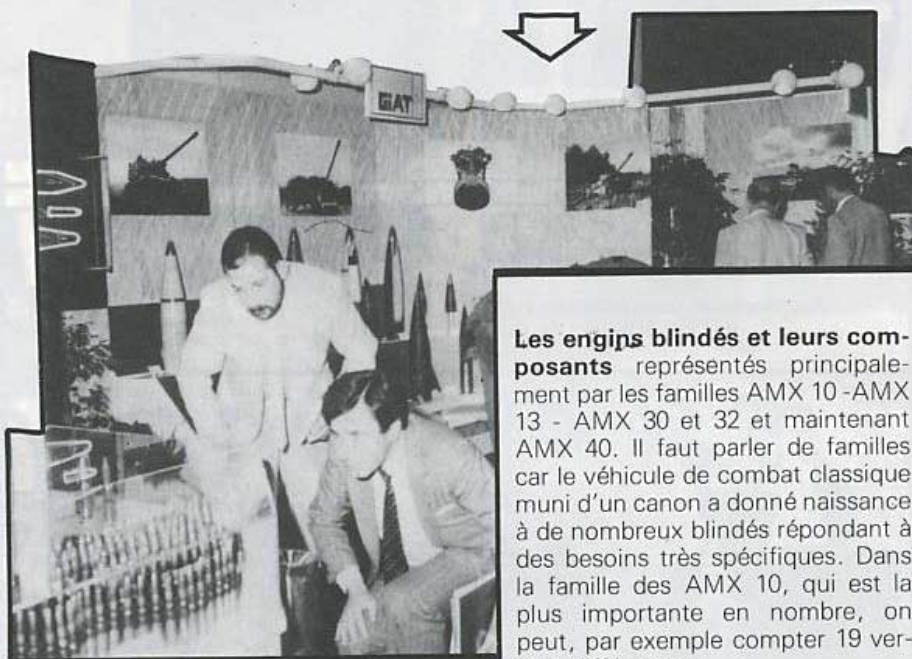 GIAT
Les engins blindés et leurs com-
posants représentés principale-
ment par les familles AMX 10 -AMX
13 - AMX 30 et 32 et maintenant
AMX 40. Il faut parler de familles
car le véhicule de combat classique
muni d'un canon a donné naissance
à de nombreux blindés répondant à
des besoins très spécifiques. Dans
la famille des AMX 10, qui est la
plus importante en nombre, on
peut, par exemple compter 19 ver-